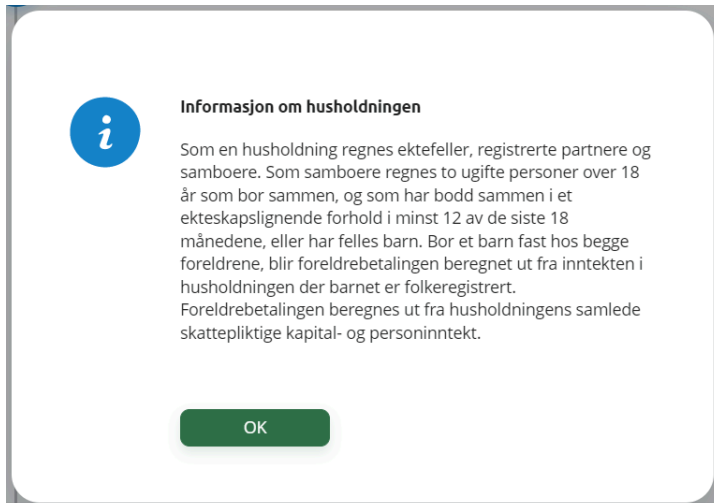 Informasjon om husholdningen
Som en husholdning regnes ektefeller, registrerte partnere og
samboere. Som samboere regnes to ugifte personer over 18
år som bor sammen, og som har bodd sammen i et
ekteskapslignende forhold i minst 12 av de siste 18
månedene, eller har felles barn. Bor et barn fast hos begge
foreldrene, blir foreldrebetalingen beregnet ut fra inntekten i
husholdningen der barnet er folkeregistrert.
Foreldrebetalingen beregnes ut fra husholdningens samlede
skattepliktige kapital- og personinntekt.
OK